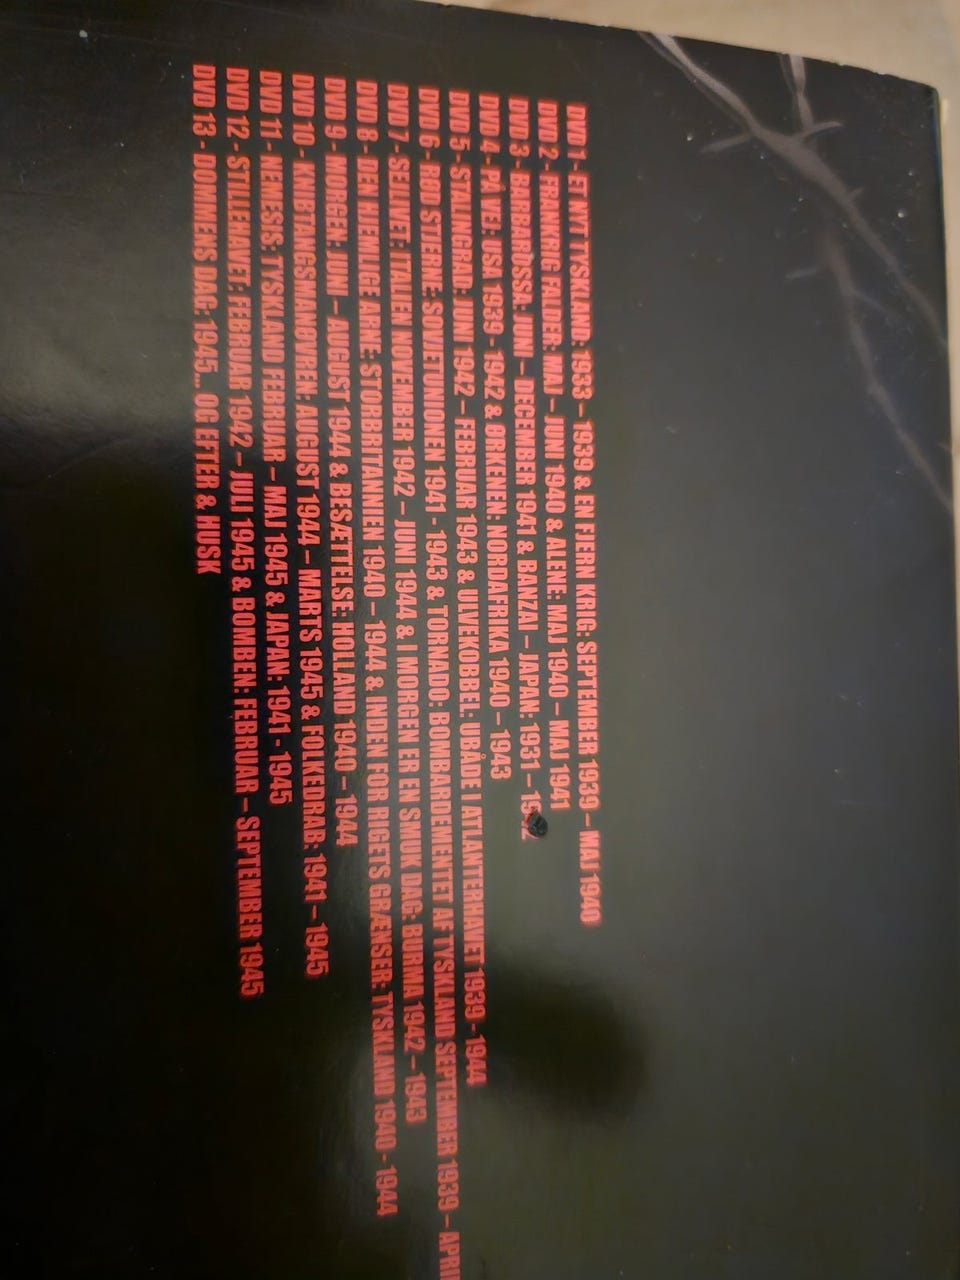 DVD 1 - ET NYT TYSKLAND: 1933 – 1939 & EN FJERN KRIG: SEPTEMBER 1939 – MAJ 1940
DVD 2 - FRANKRIG FALDER: MAJ – JUNI 1940 & ALENE: MAJ 1940 – MAJ 1941
DVD 3 - BARBAROSSA: JUNI – DECEMBER 1941 & BANZAI – JAPAN: 1931 – 1942
DVD 4 - PÅ VEJ: USA 1939 - 1942 & ØRKENEN: NORDAFRIKA 1940 – 1943
DVD 5 - STALINGRAD: JUNI 1942 – FEBRUAR 1943 & ULVEKOBBEL: UBÅDE I ATLANTERHAVET 1939 - 1944
DVD 6 - RØD STJERNE: SOVJETUNIONEN 1941 - 1943 & TORNADO: BOMBARDEMENTET AF TYSKLAND SEPTEMBER 1939 – APRIL
DVD 7 - SEJLIVET: ITALIEN NOVEMBER 1942 – JUNI 1944 & I MORGEN ER EN SMUK DAG: BURMA 1942 – 1943
DVD 8 - DEN HJEMLIGE ARNE: STORBRITANNIEN 1940 – 1944 & INDEN FOR RIGETS GRÆNSER: TYSKLAND 1940 - 1944
DVD 9 - MORGEN: JUNI – AUGUST 1944 & BESÆTTELSE: HOLLAND 1940 – 1944
DVD 10 - KNIBTANGSMANØVREN: AUGUST 1944 – MARTS 1945 & FOLKEDRAB: 1941 – 1945
DVD 11 - NEMESIS: TYSKLAND FEBRUAR – MAJ 1945 & JAPAN: 1941 - 1945
DVD 12 - STILLEHAVET: FEBRUAR 1942 – JULI 1945 & BOMBEN: FEBRUAR – SEPTEMBER 1945
DVD 13 - DOMMENS DAG: 1945... OG EFTER & HUSK